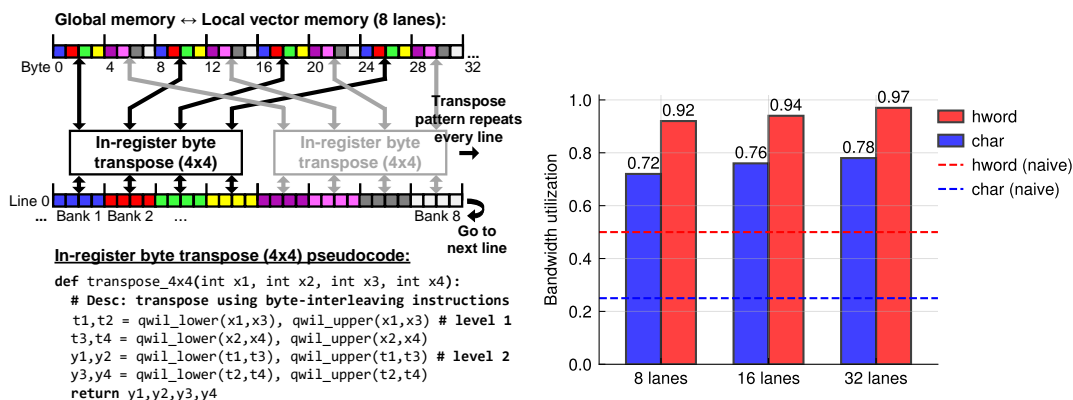 Global memory ↔ Local vector memory (8 lanes):
...
Byte 0 4 8 12 16 20 24 28 32
Transpose
pattern repeats
every line
In-register byte
transpose (4x4)
In-register byte
transpose (4x4)
Line 0
... Bank 1 Bank 2 ... Bank 8
Go to
next line
In-register byte transpose (4x4) pseudocode:
def transpose_4x4(int x1, int x2, int x3, int x4):
# Desc: transpose using byte-interleaving instructions
t1,t2 = qwil_lower(x1,x3), qwil_upper(x1,x3) # level 1
t3,t4 = qwil_lower(x2,x4), qwil_upper(x2,x4)
y1,y2 = qwil_lower(t1,t3), qwil_upper(t1,t3) # level 2
y3,y4 = qwil_lower(t2,t4), qwil_upper(t2,t4)
return y1,y2,y3,y4
Bandwidth utilization
1.0
0.8
0.6
0.4
0.2
0.0
0.72
0.92
0.76
0.94
0.78
0.97
8 lanes
16 lanes
32 lanes
hword
char
hword (naive)
char (naive)